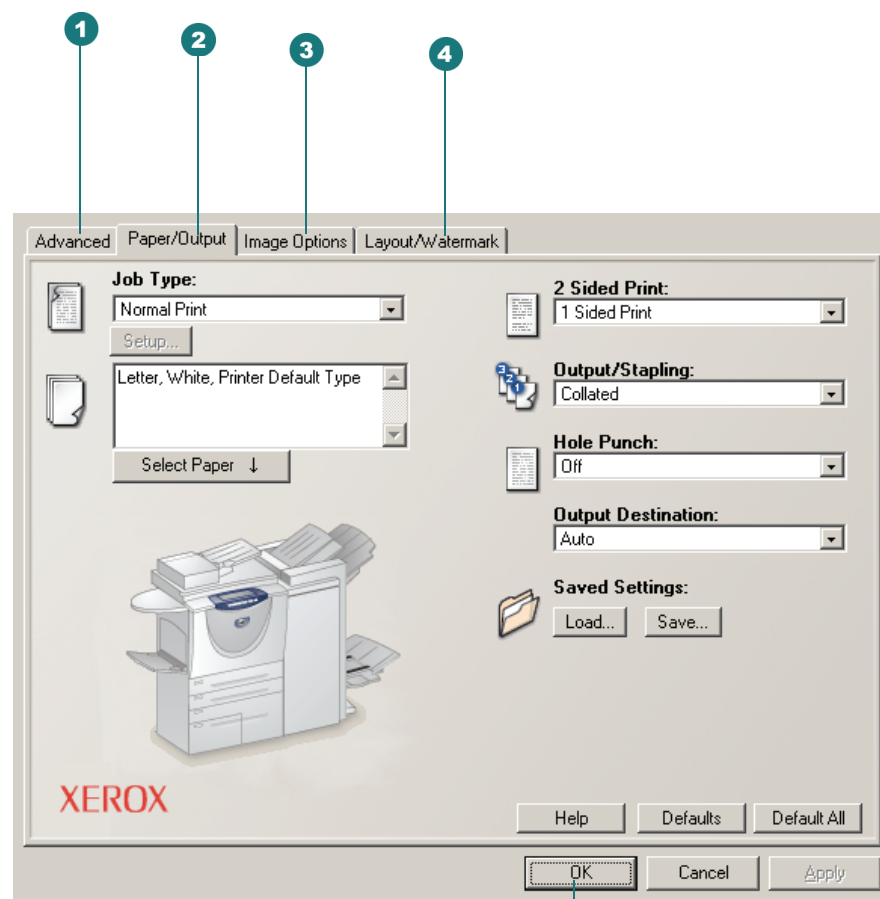 1
2
3
4
Advanced
Paper/Output
Image Options
Layout/Watermark
Job Type:
Normal Print
Setup...
Letter, White, Printer Default Type
Select Paper ↓
2 Sided Print:
1 Sided Print
Output/Stapling:
Collated
Hole Punch:
Off
Output Destination:
Auto
Saved Settings:
Load...
Save...
XEROX
Help
Defaults
Default All
OK
Cancel
Apply